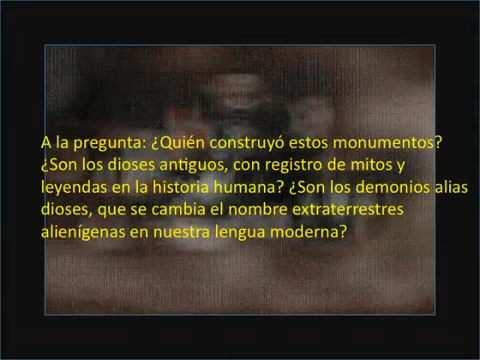 A la pregunta: ¿Quién construyó estos monumentos?
¿Son los dioses antiguos, con registro de mitos y
leyendas en la historia humana? ¿Son los demonios alias
dioses, que se cambia el nombre extraterrestres
alienígenas en nuestra lengua moderna?